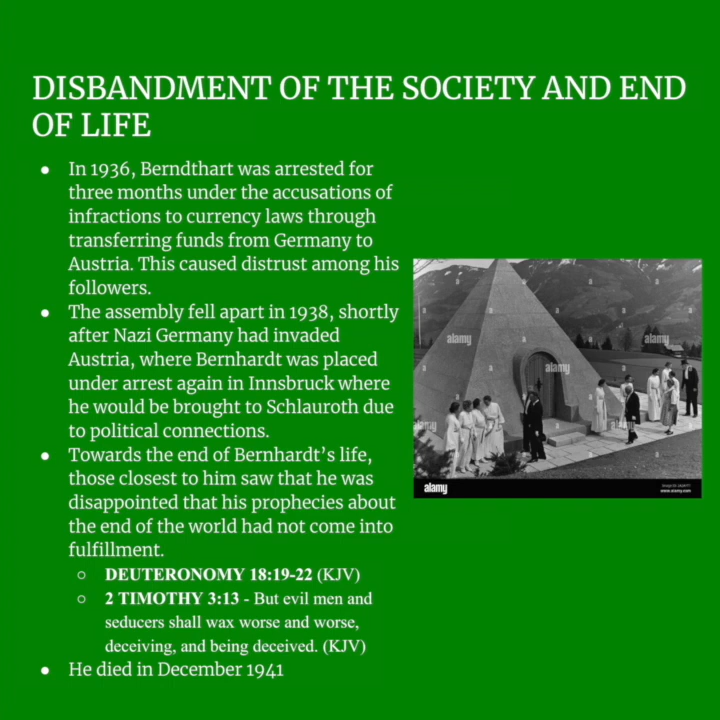 DISBANDMENT OF THE SOCIETY AND END
OF LIFE
● In 1936, Berndthart was arrested for
three months under the accusations of
infractions to currency laws through
transferring funds from Germany to
Austria. This caused distrust among his
followers.
● The assembly fell apart in 1938, shortly
after Nazi Germany had invaded
Austria, where Bernhardt was placed
under arrest again in Innsbruck where
he would be brought to Schlauroth due
to political connections.
● Towards the end of Bernhardt's life,
those closest to him saw that he was
disappointed that his prophecies about
the end of the world had not come into
fulfillment.
○ DEUTERONOMY 18:19-22 (KJV)
○ 2 TIMOTHY 3:13 - But evil men and
seducers shall wax worse and worse,
deceiving, and being deceived. (KJV)
● He died in December 1941
alamy
alamy
alamy
alamy
www.alamy.com